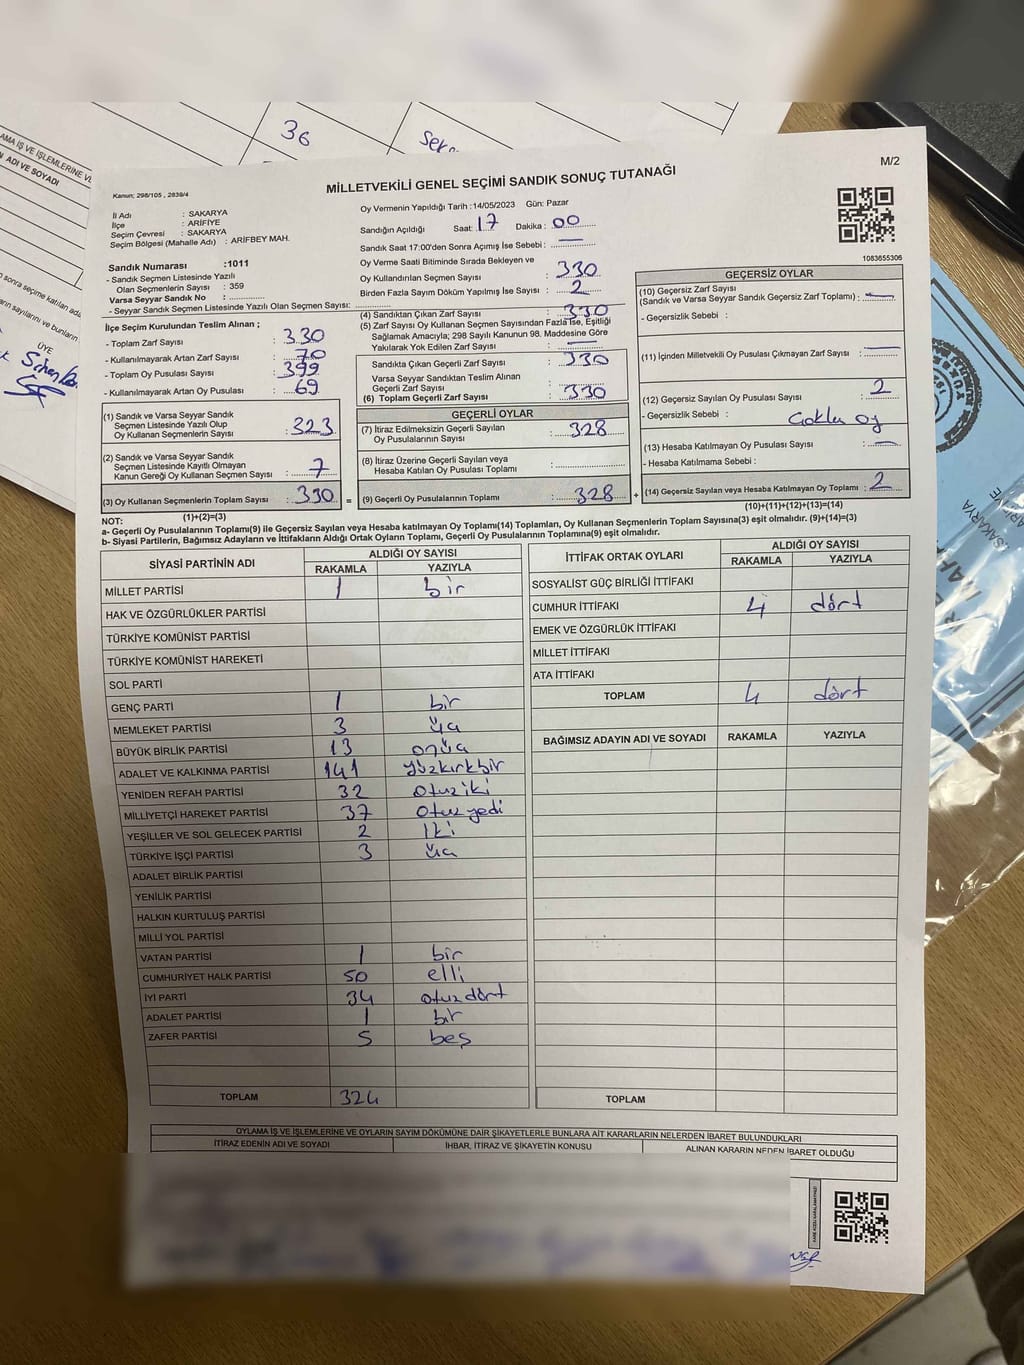 36
AMA İŞ VE İŞLEMLERİNE
ADI VE SOYADI
ÜYE
M/2
Kanun: 298/105 , 2839/4
MİLLETVEKİLİ GENEL SEÇİMİ SANDIK SONUÇ TUTANAĞI
İl Adı : SAKARYA
İlçe : ARİFİYE
Seçim Çevresi : SAKARYA
Seçim Bölgesi (Mahalle Adı) : ARİFBEY MAH.
Sandık Numarası :1011
- Sandık Seçmen Listesinde Yazılı
Olan Seçmenlerin Sayısı : 359
Varsa Seyyar Sandık No :
- Seyyar Sandık Seçmen Listesinde Yazılı Olan Seçmen Sayısı:
Oy Vermenin Yapıldığı Tarih :14/05/2023 Gün: Pazar
Sandığın Açıldığı Saat: 17 Dakika : 00
Sandık Saat 17:00'den Sonra Açımış İse Sebebi : —
Oy Verme Saati Bitiminde Sırada Bekleyen ve
Oy Kullandırılan Seçmen Sayısı : 330
Birden Fazla Sayım Döküm Yapılmış İse Sayısı : 2
1083655306
İlçe Seçim Kurulundan Teslim Alınan ;
- Toplam Zarf Sayısı : 330
- Kullanılmayarak Artan Zarf Sayısı : 70
- Toplam Oy Pusulası Sayısı : 399
- Kullanılmayarak Artan Oy Pusulası : 69
(1) Sandık ve Varsa Seyyar Sandık
Seçmen Listesinde Yazılı Olup
Oy Kullanan Seçmenlerin Sayısı : 323
(2) Sandık ve Varsa Seyyar Sandık
Seçmen Listesinde Kayıtlı Olmayan
Kanun Gereği Oy Kullanan Seçmen Sayısı : 7
(3) Oy Kullanan Seçmenlerin Toplam Sayısı : 330 =
(1)+(2)=(3)
(4) Sandıktan Çıkan Zarf Sayısı : 330
(5) Zarf Sayısı Oy Kullanan Seçmen Sayısından Fazla İse, Eşitliği
Sağlamak Amacıyla; 298 Sayılı Kanunun 98. Maddesine Göre
Yakılarak Yok Edilen Zarf Sayısı : —
Sandıkta Çıkan Geçerli Zarf Sayısı : 330
Varsa Seyyar Sandıktan Teslim Alınan
Geçerli Zarf Sayısı :
(6) Toplam Geçerli Zarf Sayısı : 330
GEÇERLİ OYLAR
(7) İtiraz Edilmeksizin Geçerli Sayılan
Oy Pusulalarının Sayısı : 328
(8) İtiraz Üzerine Geçerli Sayılan veya
Hesaba Katılan Oy Pusulası Toplamı :
(9) Geçerli Oy Pusulalarının Toplamı : 328 +
GEÇERSİZ OYLAR
(10) Geçersiz Zarf Sayısı
(Sandık ve Varsa Seyyar Sandık Geçersiz Zarf Toplamı) : —
- Geçersizlik Sebebi :
(11) İçinden Milletvekili Oy Pusulası Çıkmayan Zarf Sayısı : —
(12) Geçersiz Sayılan Oy Pusulası Sayısı : 2
- Geçersizlik Sebebi : Çoklu oy
(13) Hesaba Katılmayan Oy Pusulası Sayısı : —
- Hesaba Katılmama Sebebi :
(14) Geçersiz Sayılan veya Hesaba Katılmayan Oy Toplamı : 2
(10)+(11)+(12)+(13)=(14)
NOT:
a- Geçerli Oy Pusulalarının Toplamı(9) ile Geçersiz Sayılan veya Hesaba Katılmayan Oy Toplamı(14) Toplamları, Oy Kullanan Seçmenlerin Toplam Sayısına(3) eşit olmalıdır. (9)+(14)=(3)
b- Siyasi Partilerin, Bağımsız Adayların ve İttifakların Aldığı Ortak Oyların Toplamı, Geçerli Oy Pusulalarının Toplamına(9) eşit olmalıdır.
SİYASİ PARTİNİN ADI ALDIĞI OY SAYISI
RAKAMLA YAZIYLA
MİLLET PARTİSİ 1 bir
HAK VE ÖZGÜRLÜKLER PARTİSİ
TÜRKİYE KOMÜNİST PARTİSİ
TÜRKİYE KOMÜNİST HAREKETİ
SOL PARTİ
GENÇ PARTİ 1 bir
MEMLEKET PARTİSİ 3 üç
BÜYÜK BİRLİK PARTİSİ 13 onüç
ADALET VE KALKINMA PARTİSİ 141 yüzkırkbir
YENİDEN REFAH PARTİSİ 32 otuziki
MİLLİYETÇİ HAREKET PARTİSİ 37 otuzyedi
YEŞİLLER VE SOL GELECEK PARTİSİ 2 İki
TÜRKİYE İŞÇİ PARTİSİ 3 üç
ADALET BİRLİK PARTİSİ
YENİLİK PARTİSİ
HALKIN KURTULUŞ PARTİSİ
MİLLİ YOL PARTİSİ
VATAN PARTİSİ 1 bir
CUMHURİYET HALK PARTİSİ 50 elli
İYİ PARTİ 34 otuzdört
ADALET PARTİSİ 1 bir
ZAFER PARTİSİ 5 beş
TOPLAM 324
İTTİFAK ORTAK OYLARI ALDIĞI OY SAYISI
RAKAMLA YAZIYLA
SOSYALİST GÜÇ BİRLİĞİ İTTİFAKI
CUMHUR İTTİFAKI 4 dört
EMEK VE ÖZGÜRLÜK İTTİFAKI
MİLLET İTTİFAKI
ATA İTTİFAKI
TOPLAM 4 dört
BAĞIMSIZ ADAYIN ADI VE SOYADI RAKAMLA YAZIYLA
TOPLAM
OYLAMA İŞ VE İŞLEMLERİNE VE OYLARIN SAYIM DÖKÜMÜNE DAİR ŞİKAYETLERLE BUNLARA AİT KARARLARIN NELERDEN İBARET BULUNDUKLARI
İTİRAZ EDENİN ADI VE SOYADI İHBAR, İTİRAZ VE ŞİKAYETİN KONUSU ALINAN KARARIN NEDEN İBARET OLDUĞU
SAKARYA